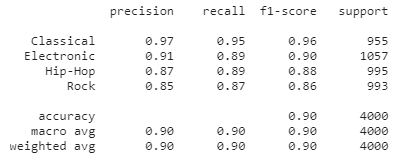 precision recall f1-score support
Classical 0.97 0.95 0.96 955
Electronic 0.91 0.89 0.90 1057
Hip-Hop 0.87 0.89 0.88 995
Rock 0.85 0.87 0.86 993
accuracy 0.90 4000
macro avg 0.90 0.90 0.90 4000
weighted avg 0.90 0.90 0.90 4000